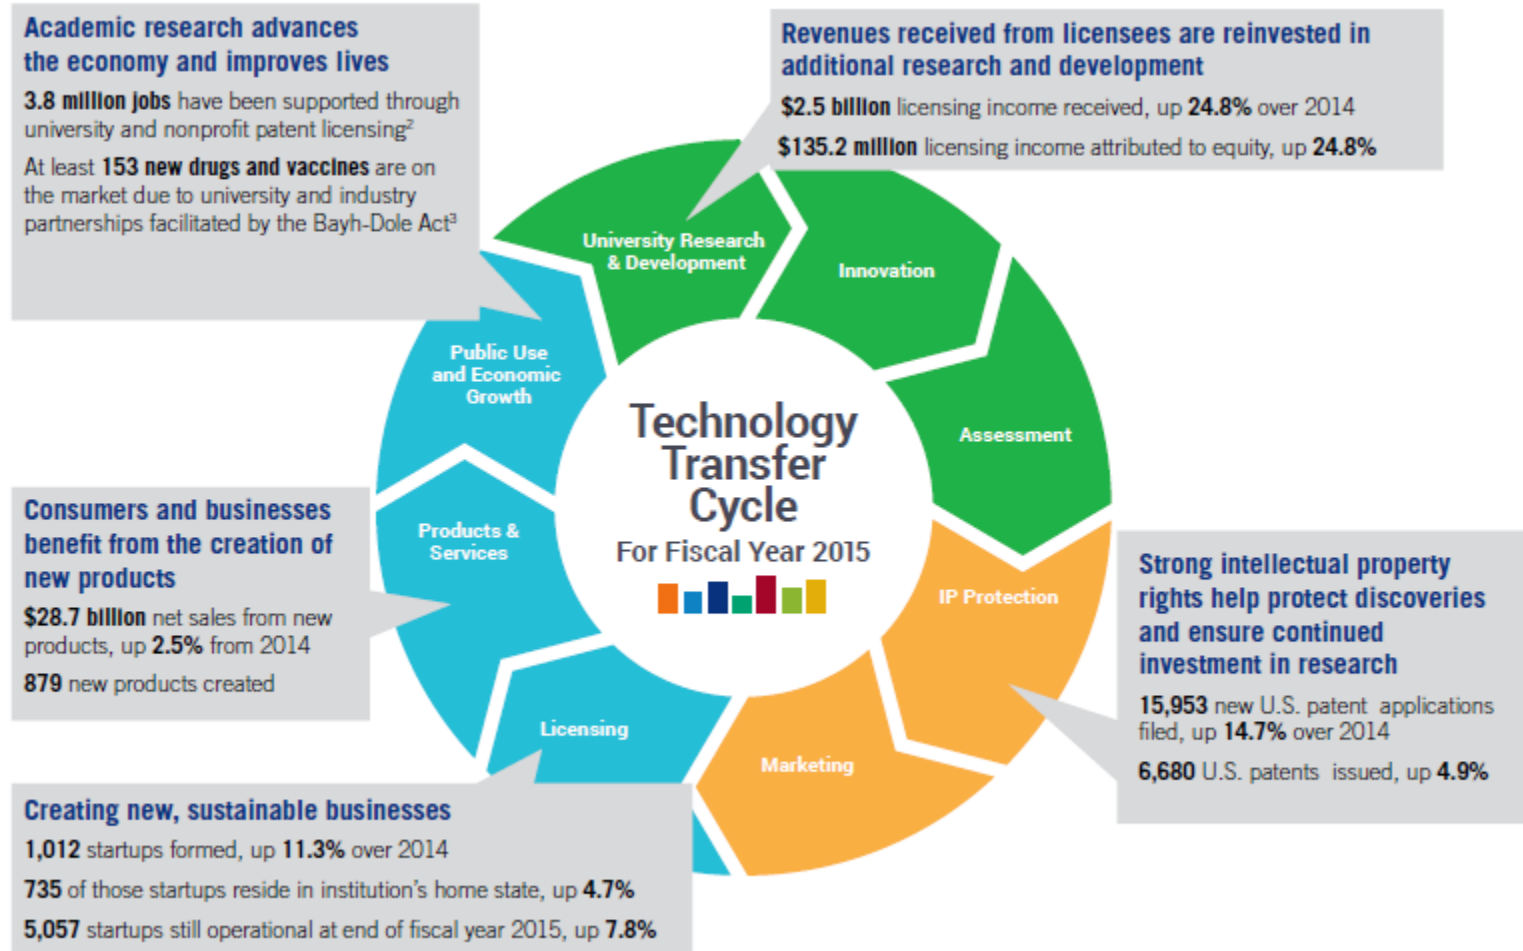 Academic research advances
the economy and improves lives
3.8 million jobs have been supported through
university and nonprofit patent licensing²
At least 153 new drugs and vaccines are on
the market due to university and industry
partnerships facilitated by the Bayh-Dole Act³
Revenues received from licensees are reinvested in
additional research and development
$2.5 billion licensing income received, up 24.8% over 2014
$135.2 million licensing income attributed to equity, up 24.8%
University Research
& Development
Innovation
Assessment
IP Protection
Marketing
Licensing
Products &
Services
Public Use
and Economic
Growth
Technology
Transfer
Cycle
For Fiscal Year 2015
Strong intellectual property
rights help protect discoveries
and ensure continued
investment in research
15,953 new U.S. patent applications
filed, up 14.7% over 2014
6,680 U.S. patents issued, up 4.9%
Consumers and businesses
benefit from the creation of
new products
$28.7 billion net sales from new
products, up 2.5% from 2014
879 new products created
Creating new, sustainable businesses
1,012 startups formed, up 11.3% over 2014
735 of those startups reside in institution's home state, up 4.7%
5,057 startups still operational at end of fiscal year 2015, up 7.8%